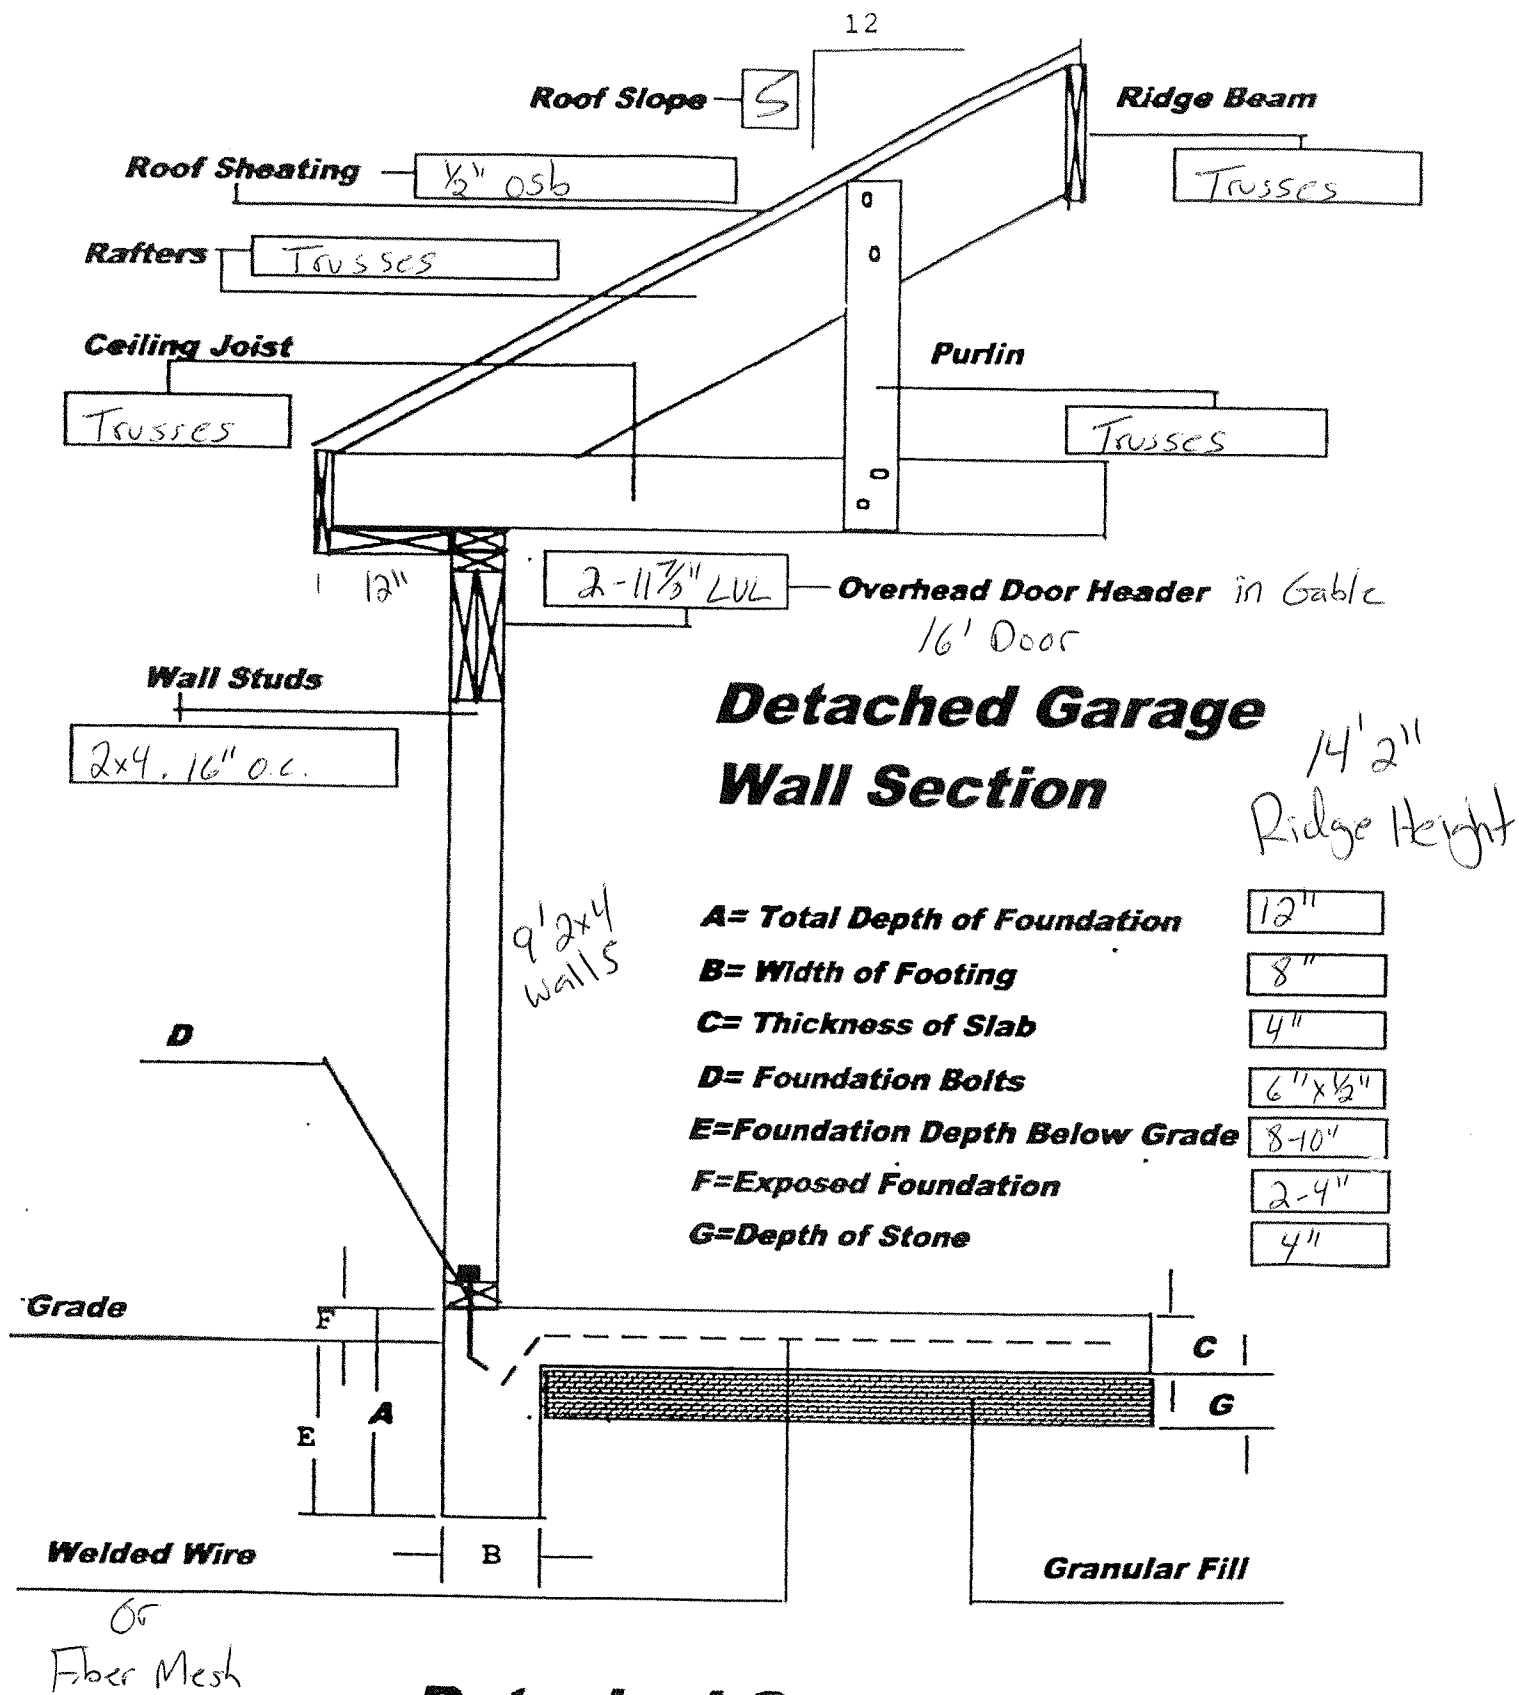 12
Roof Slope 5
Ridge Beam
Trusses
Roof Sheating ½" osb
Rafters Trusses
Ceiling Joist
Trusses
Purlin
Trusses
12"
2-11⅞" LVL Overhead Door Header in Gable
16' Door
Wall Studs
2x4. 16" o.c.
Detached Garage
Wall Section
14' 2"
Ridge Height
9' 2x4
walls
A= Total Depth of Foundation 12"
B= Width of Footing 8"
C= Thickness of Slab 4"
D= Foundation Bolts 6"x½"
E=Foundation Depth Below Grade 8-10"
F=Exposed Foundation 2-4"
G=Depth of Stone 4"
D
Grade
F
C
A
E
G
B
Welded Wire
or
Fiber Mesh
Granular Fill